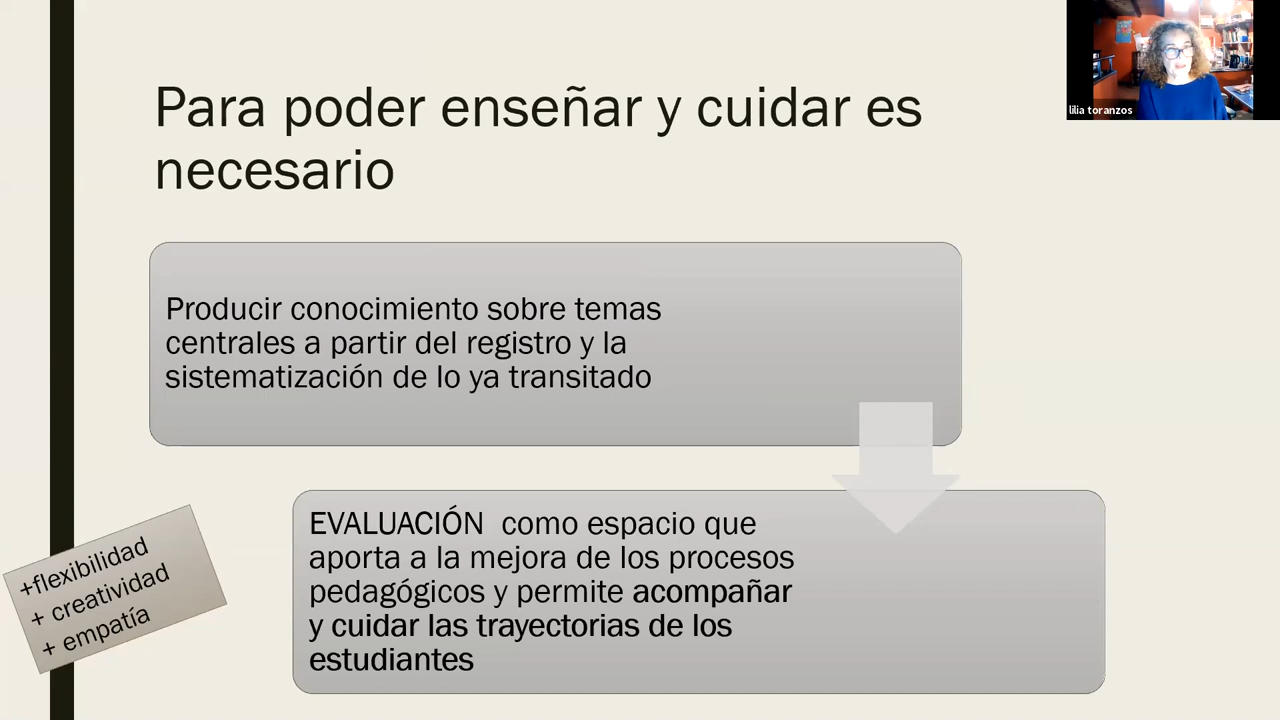 Para poder enseñar y cuidar es
necesario
lilia toranzos
Producir conocimiento sobre temas
centrales a partir del registro y la
sistematización de lo ya transitado
EVALUACIÓN como espacio que
aporta a la mejora de los procesos
pedagógicos y permite acompañar
y cuidar las trayectorias de los
estudiantes
+flexibilidad
+ creatividad
+ empatía